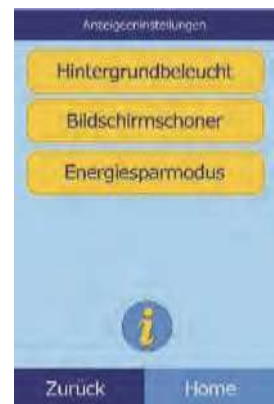 Anzeigeeinstellungen
Hintergrundbeleucht
Bildschirmschoner
Energiesparmodus
i
Zurück
Home